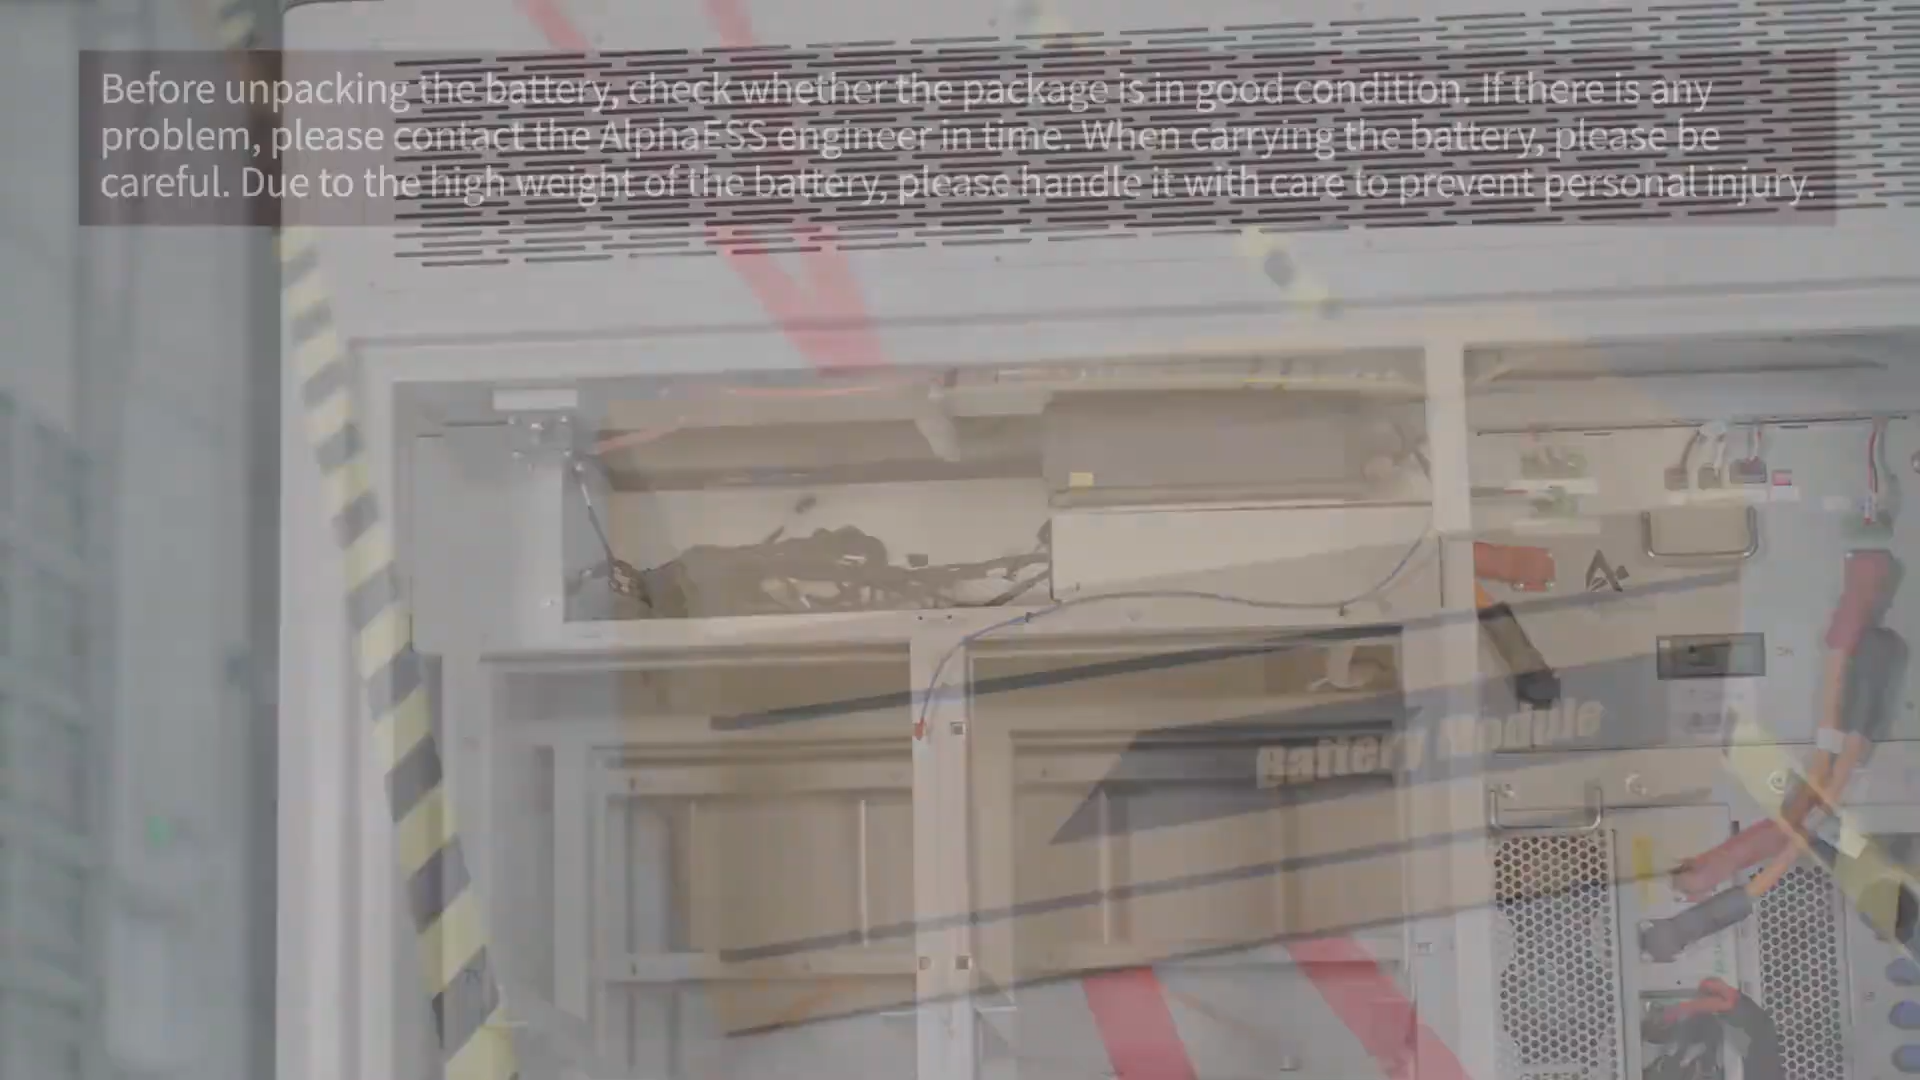 Before unpacking the battery, check whether the package is in good condition. If there is any
problem, please contact the AlphaESS engineer in time. When carrying the battery, please be
careful. Due to the high weight of the battery, please handle it with care to prevent personal injury.
Battery Module